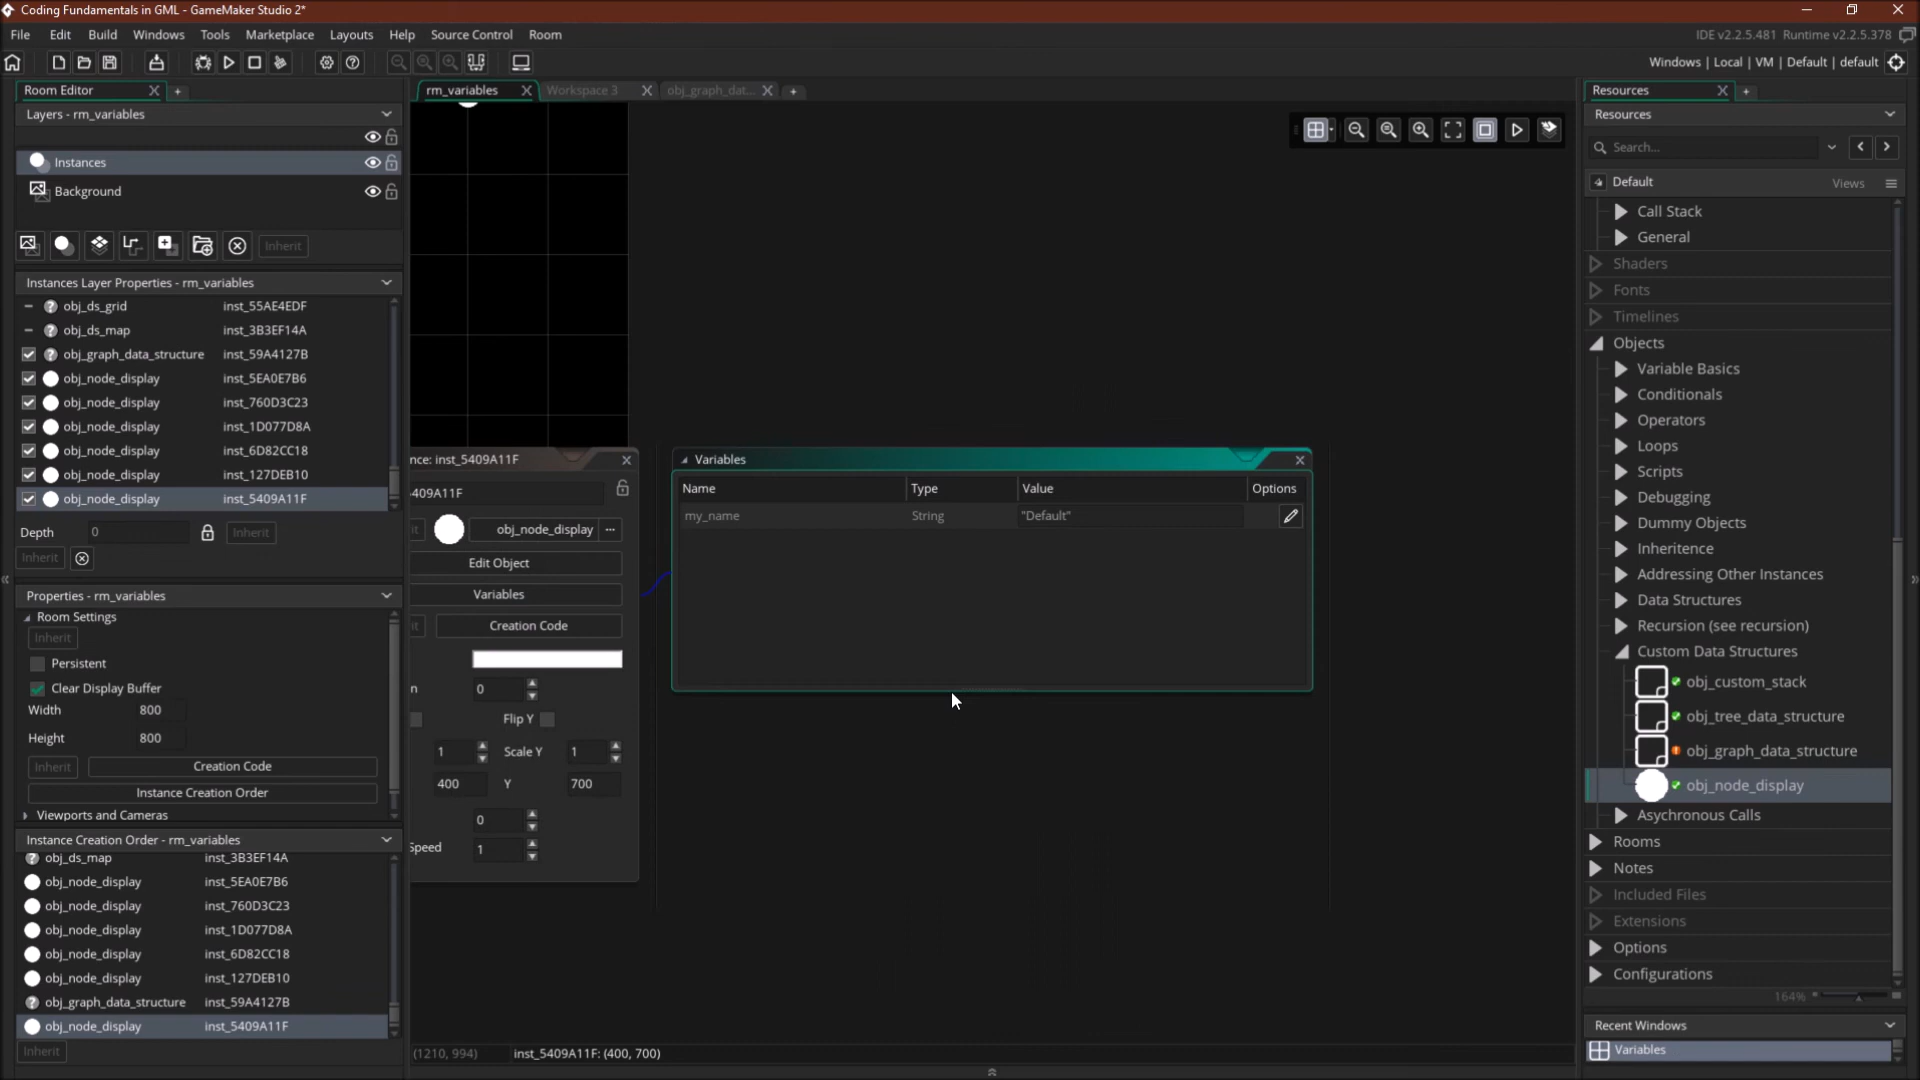 Coding Fundamentals in GML - GameMaker Studio 2*
File Edit Build Windows Tools Marketplace Layouts Help Source Control Room
IDE v2.2.5.481 Runtime v2.2.5.378
Windows | Local | VM | Default | default
Room Editor
Layers - rm_variables
Instances
Background
Inherit
Instances Layer Properties - rm_variables
obj_ds_grid inst_55AE4EDF
obj_ds_map inst_3B3EF14A
obj_graph_data_structure inst_59A4127B
obj_node_display inst_5EA0E7B6
obj_node_display inst_760D3C23
obj_node_display inst_1D077D8A
obj_node_display inst_6D82CC18
obj_node_display inst_127DEB10
obj_node_display inst_5409A11F
Depth 0 Inherit
Inherit
Properties - rm_variables
Room Settings
Inherit
Persistent
Clear Display Buffer
Width 800
Height 800
Inherit Creation Code
Instance Creation Order
Viewports and Cameras
Instance Creation Order - rm_variables
obj_ds_map inst_3B3EF14A
obj_node_display inst_5EA0E7B6
obj_node_display inst_760D3C23
obj_node_display inst_1D077D8A
obj_node_display inst_6D82CC18
obj_node_display inst_127DEB10
obj_graph_data_structure inst_59A4127B
obj_node_display inst_5409A11F
Inherit
rm_variables Workspace 3 obj_graph_dat...
nce: inst_5409A11F
5409A11F
it obj_node_display ...
Edit Object
Variables
it Creation Code
n 0
Flip Y
1 Scale Y 1
400 Y 700
0
Speed 1
Variables
Name Type Value Options
my_name String "Default"
(1210, 994) inst_5409A11F: (400, 700)
Resources
Resources
Search...
Default Views
Call Stack
General
Shaders
Fonts
Timelines
Objects
Variable Basics
Conditionals
Operators
Loops
Scripts
Debugging
Dummy Objects
Inheritence
Addressing Other Instances
Data Structures
Recursion (see recursion)
Custom Data Structures
obj_custom_stack
obj_tree_data_structure
obj_graph_data_structure
obj_node_display
Asychronous Calls
Rooms
Notes
Included Files
Extensions
Options
Configurations
164%
Recent Windows
Variables